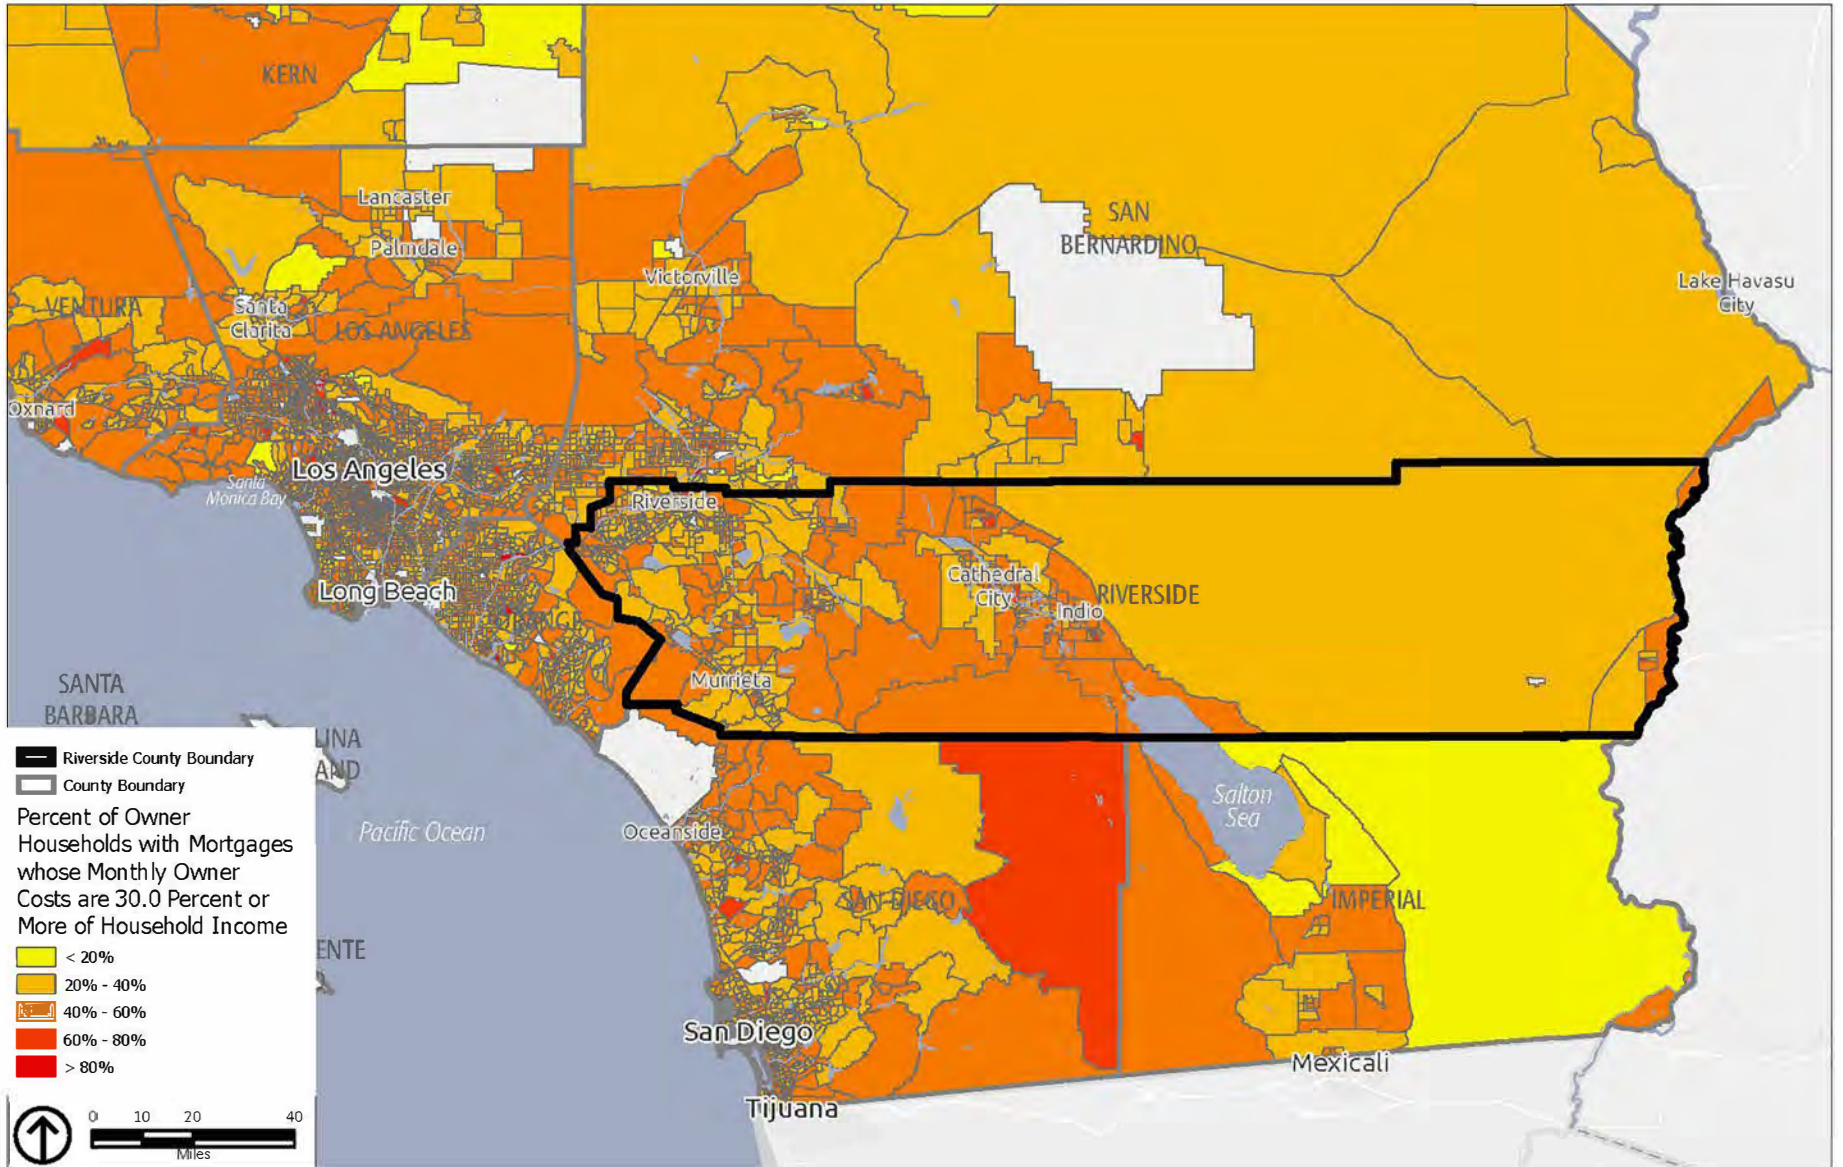 KERN
Lancaster
Palmdale
SAN
BERNARDINO
Victorville
Lake Havasu
City
VENTURA
Santa
Clarita
LOS ANGELES
Oxnard
Los Angeles
Santa
Monica Bay
Riverside
Long Beach
Cathedral
City
Indio
RIVERSIDE
Murrieta
SANTA
BARBARA
LINA
AND
Pacific Ocean
Oceanside
Salton
Sea
SAN DIEGO
IMPERIAL
ENTE
San Diego
Mexicali
Tijuana
Riverside County Boundary
County Boundary
Percent of Owner
Households with Mortgages
whose Monthly Owner
Costs are 30.0 Percent or
More of Household Income
< 20%
20% - 40%
40% - 60%
60% - 80%
> 80%
0 10 20 40
Miles